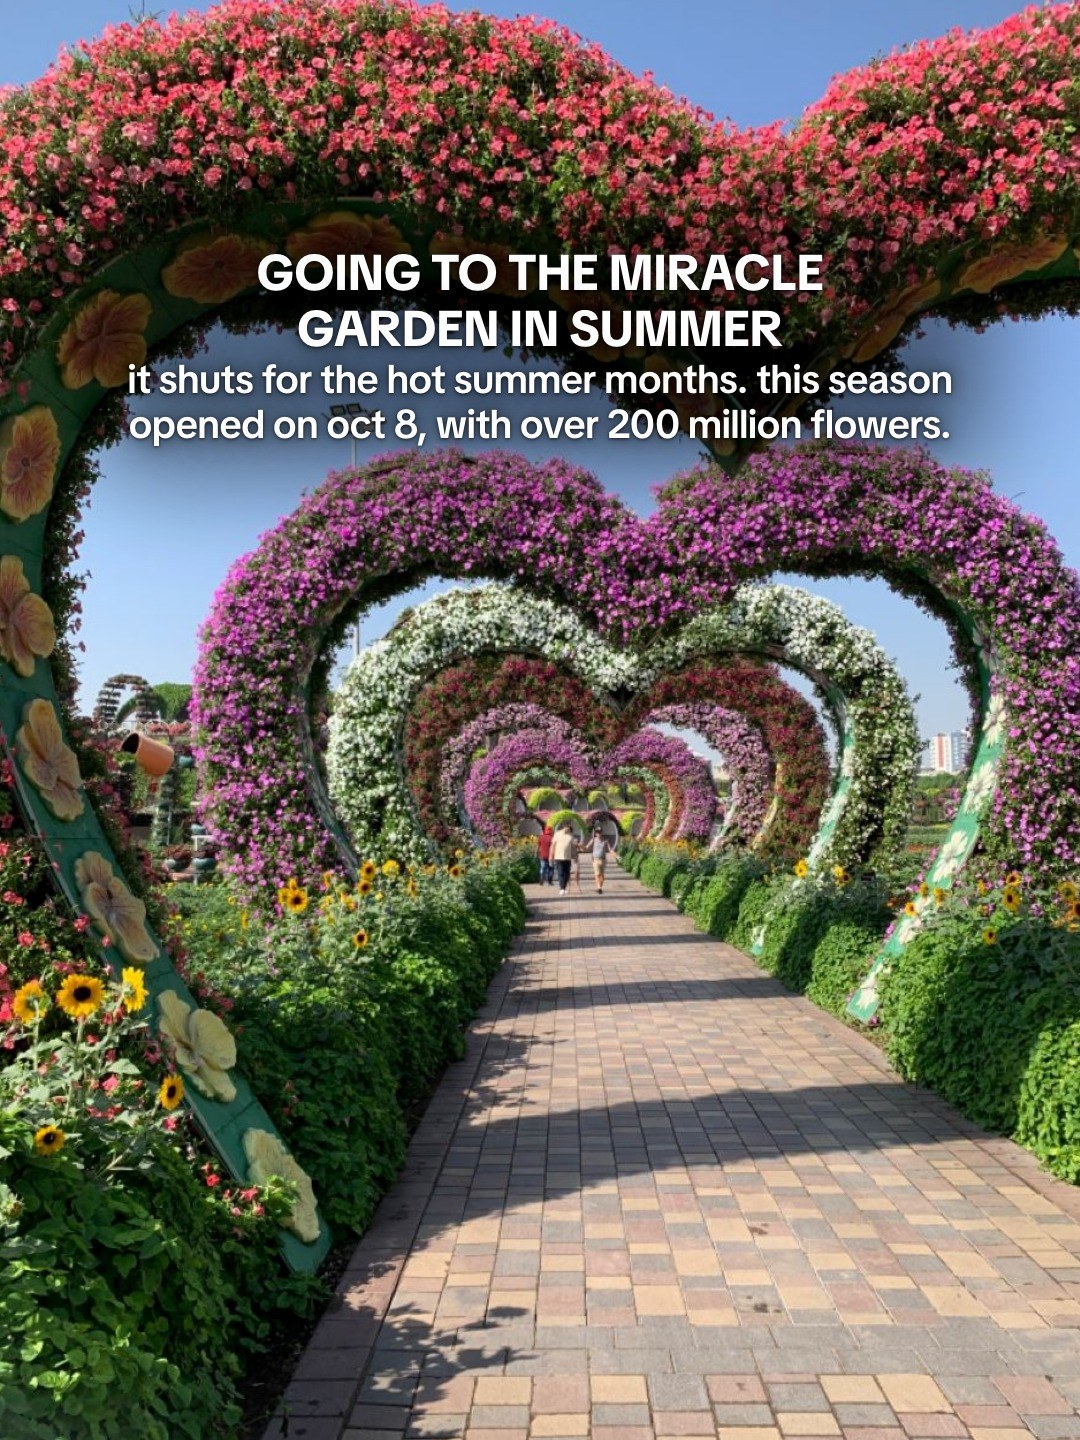 GOING TO THE MIRACLE
GARDEN IN SUMMER
it shuts for the hot summer months. this season
opened on oct 8, with over 200 million flowers.